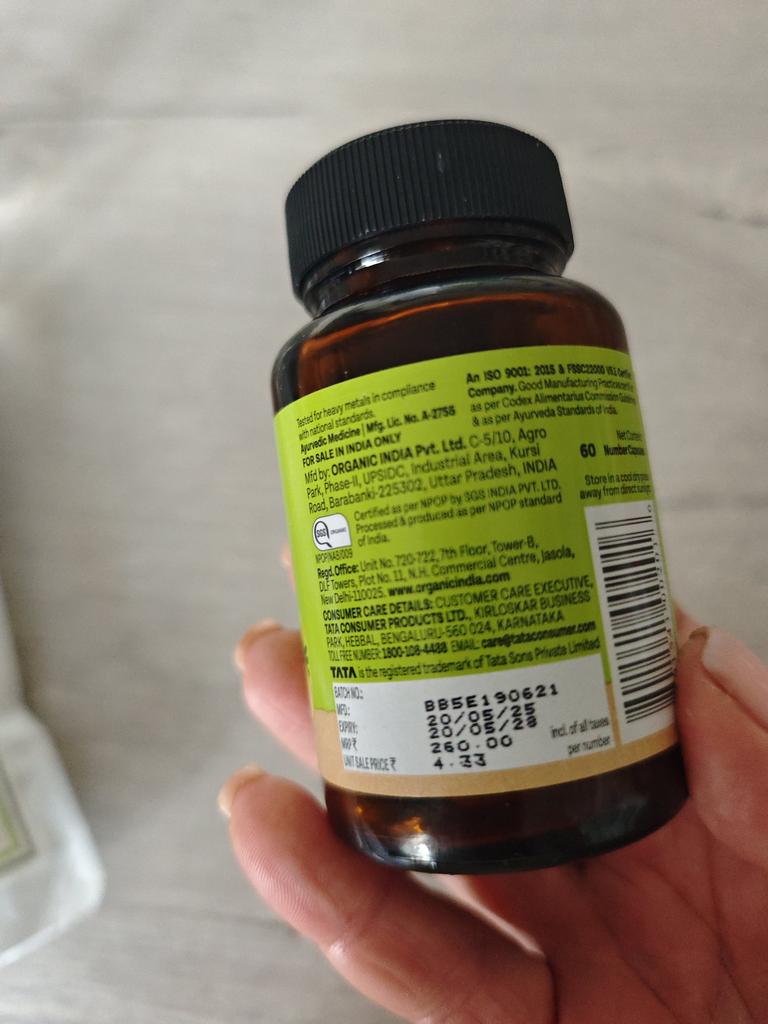 Tested for heavy metals in compliance
with national standards.
Ayurvedic Medicine | Mfg. Lic. No. A-2755
FOR SALE IN INDIA ONLY
Mfd by: ORGANIC INDIA Pvt. Ltd. C-5/10, Agro
Park, Phase-II, UPSIDC, Industrial Area, Kursi
Road, Barabanki-225302, Uttar Pradesh, INDIA
SGS ORGANIC
NPOP/NAB/009
Certified as per NPOP by SGS INDIA PVT. LTD.
Processed & produced as per NPOP standard
of India.
Regd. Office: Unit No. 720-722, 7th Floor, Tower-B,
DLF Towers, Plot No. 11, N.H. Commercial Centre, Jasola,
New Delhi-110025. www.organicindia.com
CONSUMER CARE DETAILS: CUSTOMER CARE EXECUTIVE,
TATA CONSUMER PRODUCTS LTD., KIRLOSKAR BUSINESS
PARK, HEBBAL, BENGALURU-560 024, KARNATAKA
TOLL FREE NUMBER: 1800-108-4488 EMAIL: care@tataconsumer.com
TATA is the registered trademark of Tata Sons Private Limited
BATCH NO.: BB5E190621
MFD.: 20/05/25
EXPIRY: 20/05/28
MRP ₹ 260.00 incl. of all taxes
UNIT SALE PRICE ₹ 4.33 per number
An ISO 9001: 2015 & FSSC22000
Company. Good Manufacturing Practices
as per Codex Alimentarius Commission
& as per Ayurveda Standards of India.
Net
60 Number Capsules
Store in a cool dry
away from direct